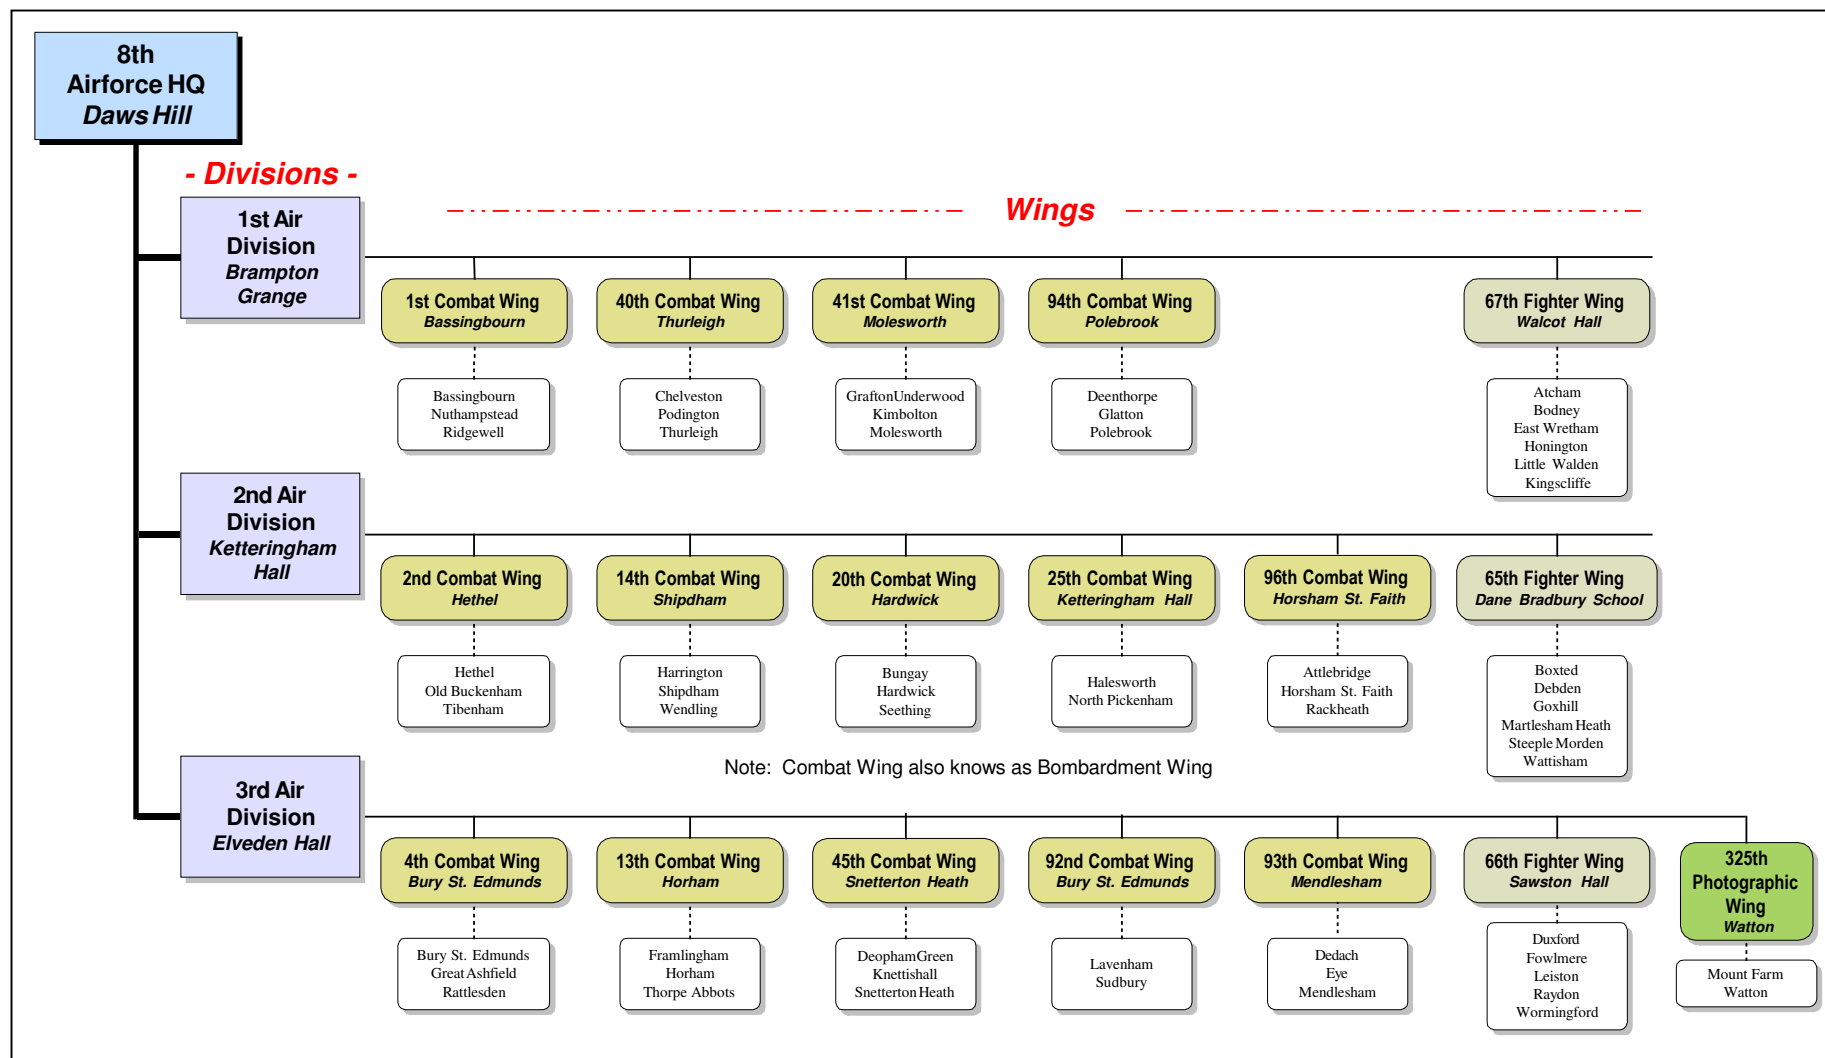 8th
Airforce HQ
Daws Hill
- Divisions -
Wings
1st Air
Division
Brampton
Grange
1st Combat Wing
Bassingbourn
40th Combat Wing
Thurleigh
41st Combat Wing
Molesworth
94th Combat Wing
Polebrook
67th Fighter Wing
Walcot Hall
Bassingbourn
Nuthampstead
Ridgewell
Chelveston
Podington
Thurleigh
Grafton Underwood
Kimbolton
Molesworth
Deenthorpe
Glatton
Polebrook
Atcham
Bodney
East Wretham
Honington
Little Walden
Kingscliffe
2nd Air
Division
Ketteringham
Hall
2nd Combat Wing
Hethel
14th Combat Wing
Shipdham
20th Combat Wing
Hardwick
25th Combat Wing
Ketteringham Hall
96th Combat Wing
Horsham St. Faith
65th Fighter Wing
Dane Bradbury School
Hethel
Old Buckenham
Tibenham
Harrington
Shipdham
Wendling
Bungay
Hardwick
Seething
Halesworth
North Pickenham
Attlebridge
Horsham St. Faith
Rackheath
Boxted
Debden
Goxhill
Martlesham Heath
Steeple Morden
Wattisham
Note: Combat Wing also knows as Bombardment Wing
3rd Air
Division
Elveden Hall
4th Combat Wing
Bury St. Edmunds
13th Combat Wing
Horham
45th Combat Wing
Snetterton Heath
92nd Combat Wing
Bury St. Edmunds
93th Combat Wing
Mendlesham
66th Fighter Wing
Sawston Hall
325th
Photographic
Wing
Watton
Bury St. Edmunds
Great Ashfield
Rattlesden
Framlingham
Horham
Thorpe Abbots
Deopham Green
Knettishall
Snetterton Heath
Lavenham
Sudbury
Dedach
Eye
Mendlesham
Duxford
Fowlmere
Leiston
Raydon
Wormingford
Mount Farm
Watton